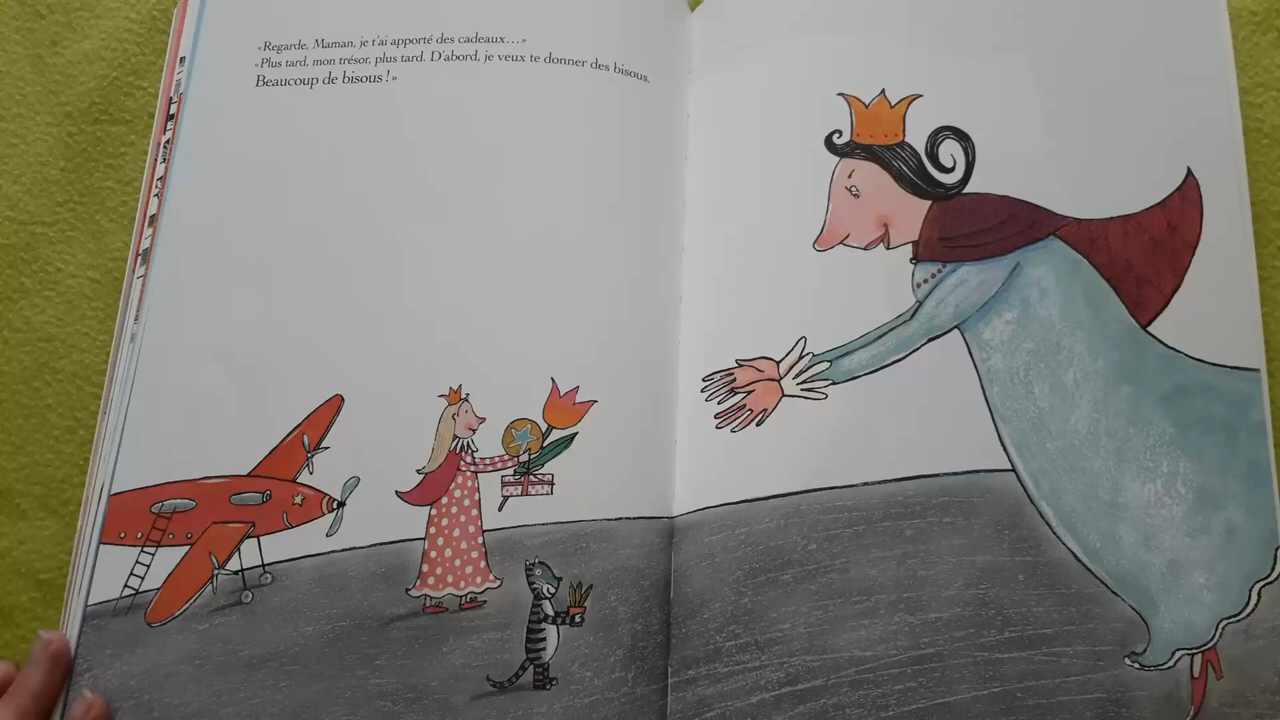 «Regarde, Maman, je t'ai apporté des cadeaux…»
«Plus tard, mon trésor, plus tard. D'abord, je veux te donner des bisous.
Beaucoup de bisous !»